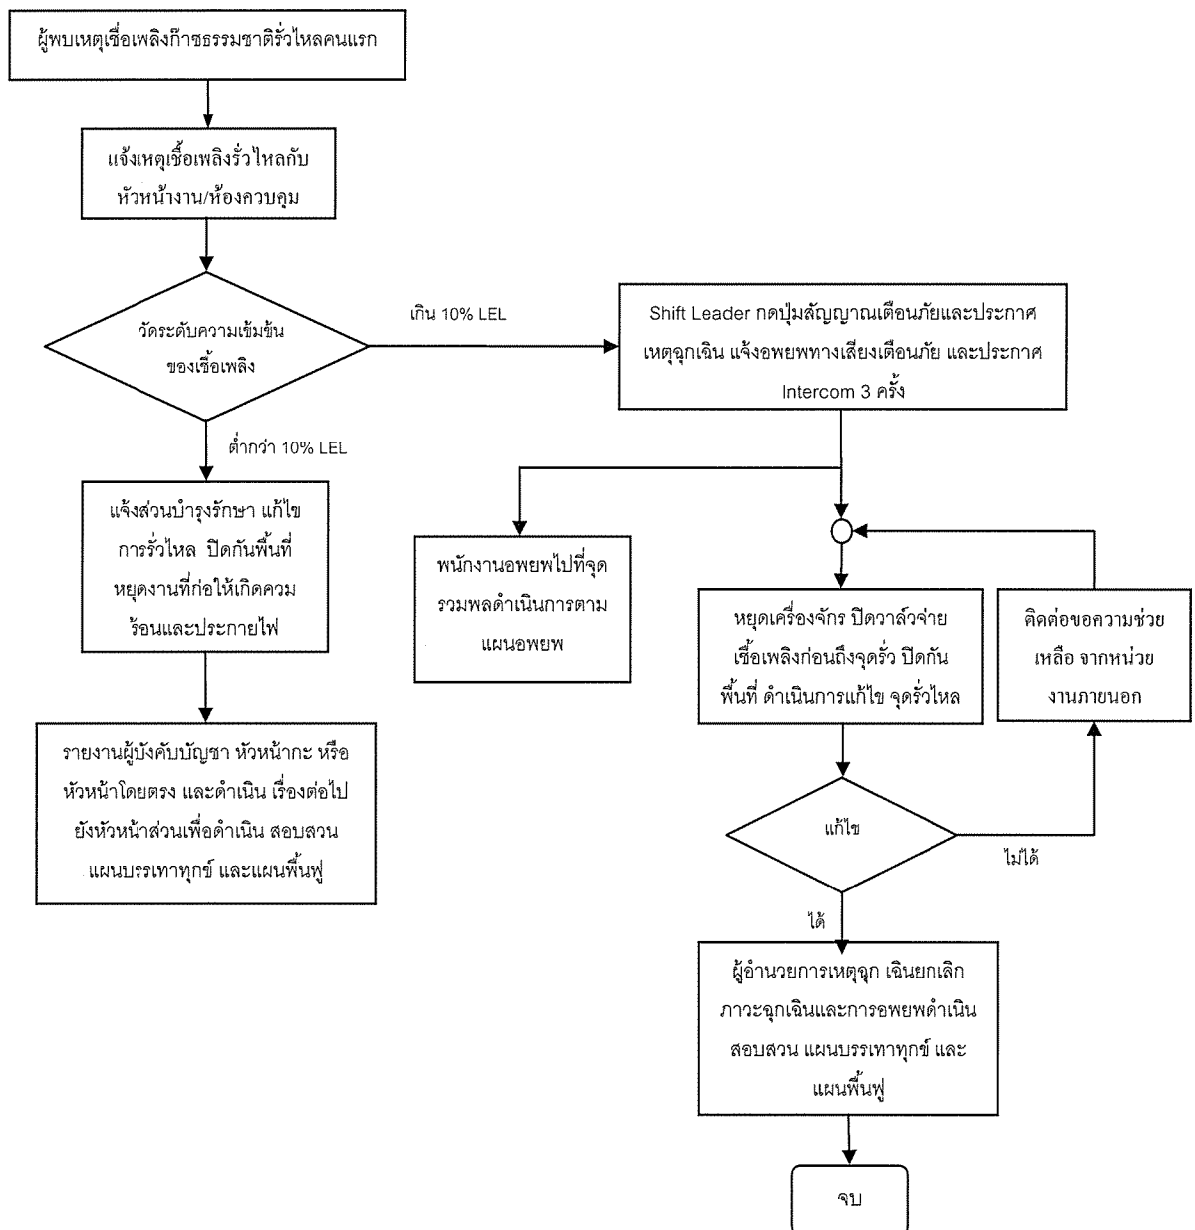 ผู้พบเหตุเชื่อเพลิงก๊าซธรรมชาติรั่วไหลคนแรก
แจ้งเหตุเชื้อเพลิงรั่วไหลกับ
หัวหน้างาน/ห้องควบคุม
วัดระดับความเข้มข้น
ของเชื้อเพลิง
เกิน 10% LEL
Shift Leader กดปุ่มสัญญาณเตือนภัยและประกาศ
เหตุฉุกเฉิน แจ้งอพยพทางเสียงเตือนภัย และประกาศ
Intercom 3 ครั้ง
ต่ำกว่า 10% LEL
แจ้งส่วนบำรุงรักษา แก้ไข
การรั่วไหล ปิดกันพื้นที่
หยุดงานที่ก่อให้เกิดควม
ร้อนและประกายไฟ
พนักงานอพยพไปที่จุด
รวมพลดำเนินการตาม
แผนอพยพ
หยุดเครื่องจักร ปิดวาล์วจ่าย
เชื้อเพลิงก่อนถึงจุดรั่ว ปิดกัน
พื้นที่ ดำเนินการแก้ไข จุดรั่วไหล
ติดต่อขอความช่วย
เหลือ จากหน่วย
งานภายนอก
รายงานผู้บังคับบัญชา หัวหน้ากะ หรือ
หัวหน้าโดยตรง และดำเนิน เรื่องต่อไป
ยังหัวหน้าส่วนเพื่อดำเนิน สอบสวน
แผนบรรเทาทุกข์ และแผนพื้นฟู
แก้ไข
ไม่ได้
ได้
ผู้อำนวยการเหตุฉุก เฉินยกเลิก
ภาวะฉุกเฉินและการอพยพดำเนิน
สอบสวน แผนบรรเทาทุกข์ และ
แผนพื้นฟู
จบ